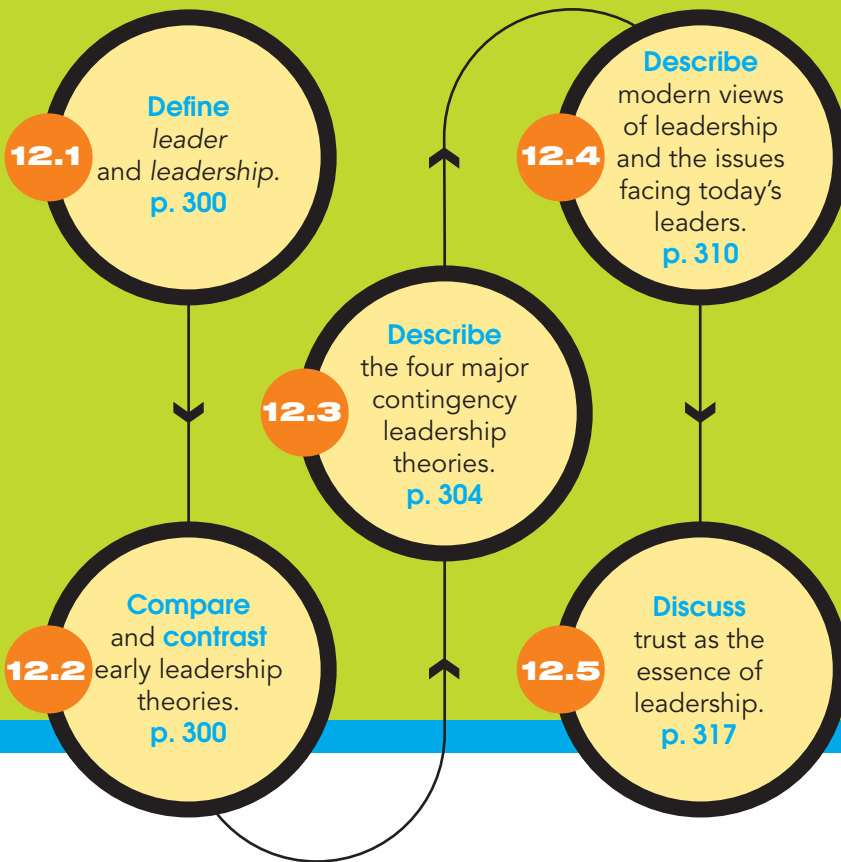 12.1
Define
leader
and leadership.
p. 300
12.2
Compare
and contrast
early leadership
theories.
p. 300
12.3
Describe
the four major
contingency
leadership
theories.
p. 304
12.4
Describe
modern views
of leadership
and the issues
facing today's
leaders.
p. 310
12.5
Discuss
trust as the
essence of
leadership.
p. 317